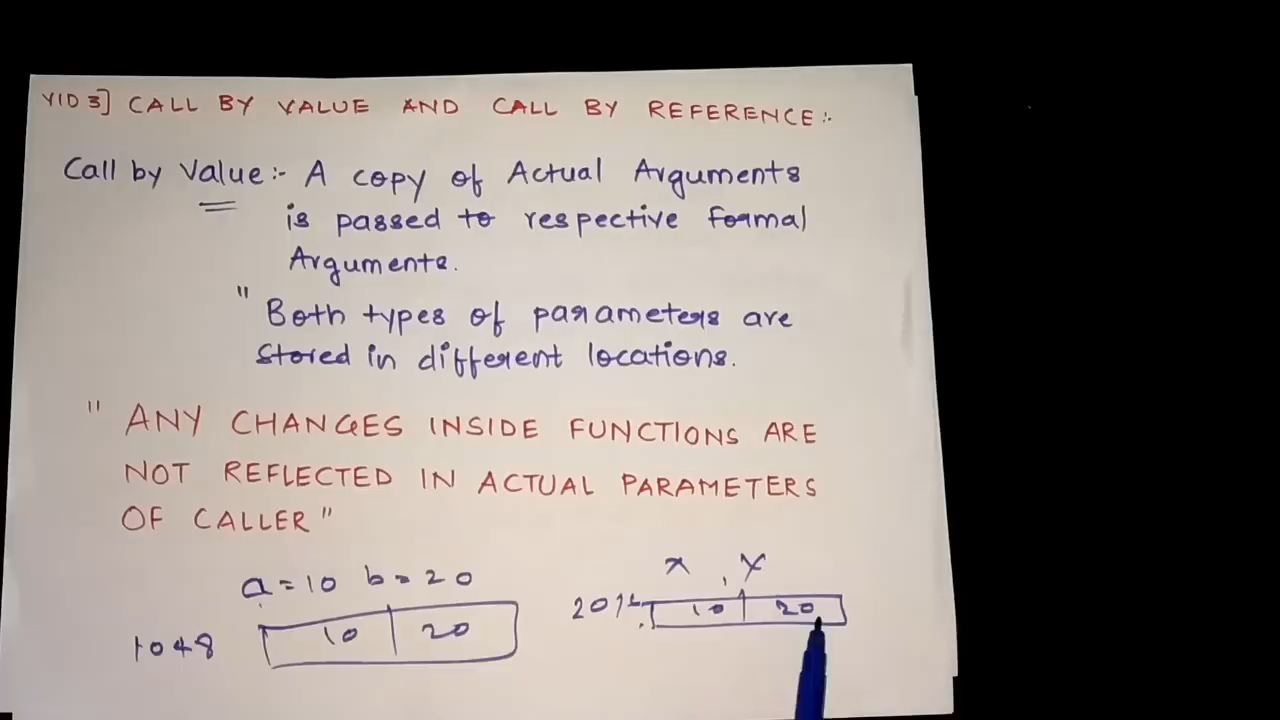 VID 3] CALL BY VALUE AND CALL BY REFERENCE:-
Call by Value:- A copy of Actual Arguments
is passed to respective formal
Arguments.
" Both types of parameters are
stored in different locations.
" ANY CHANGES INSIDE FUNCTIONS ARE
NOT REFLECTED IN ACTUAL PARAMETERS
OF CALLER "
a = 10 b = 20
x , y
1048 10 20
10 20